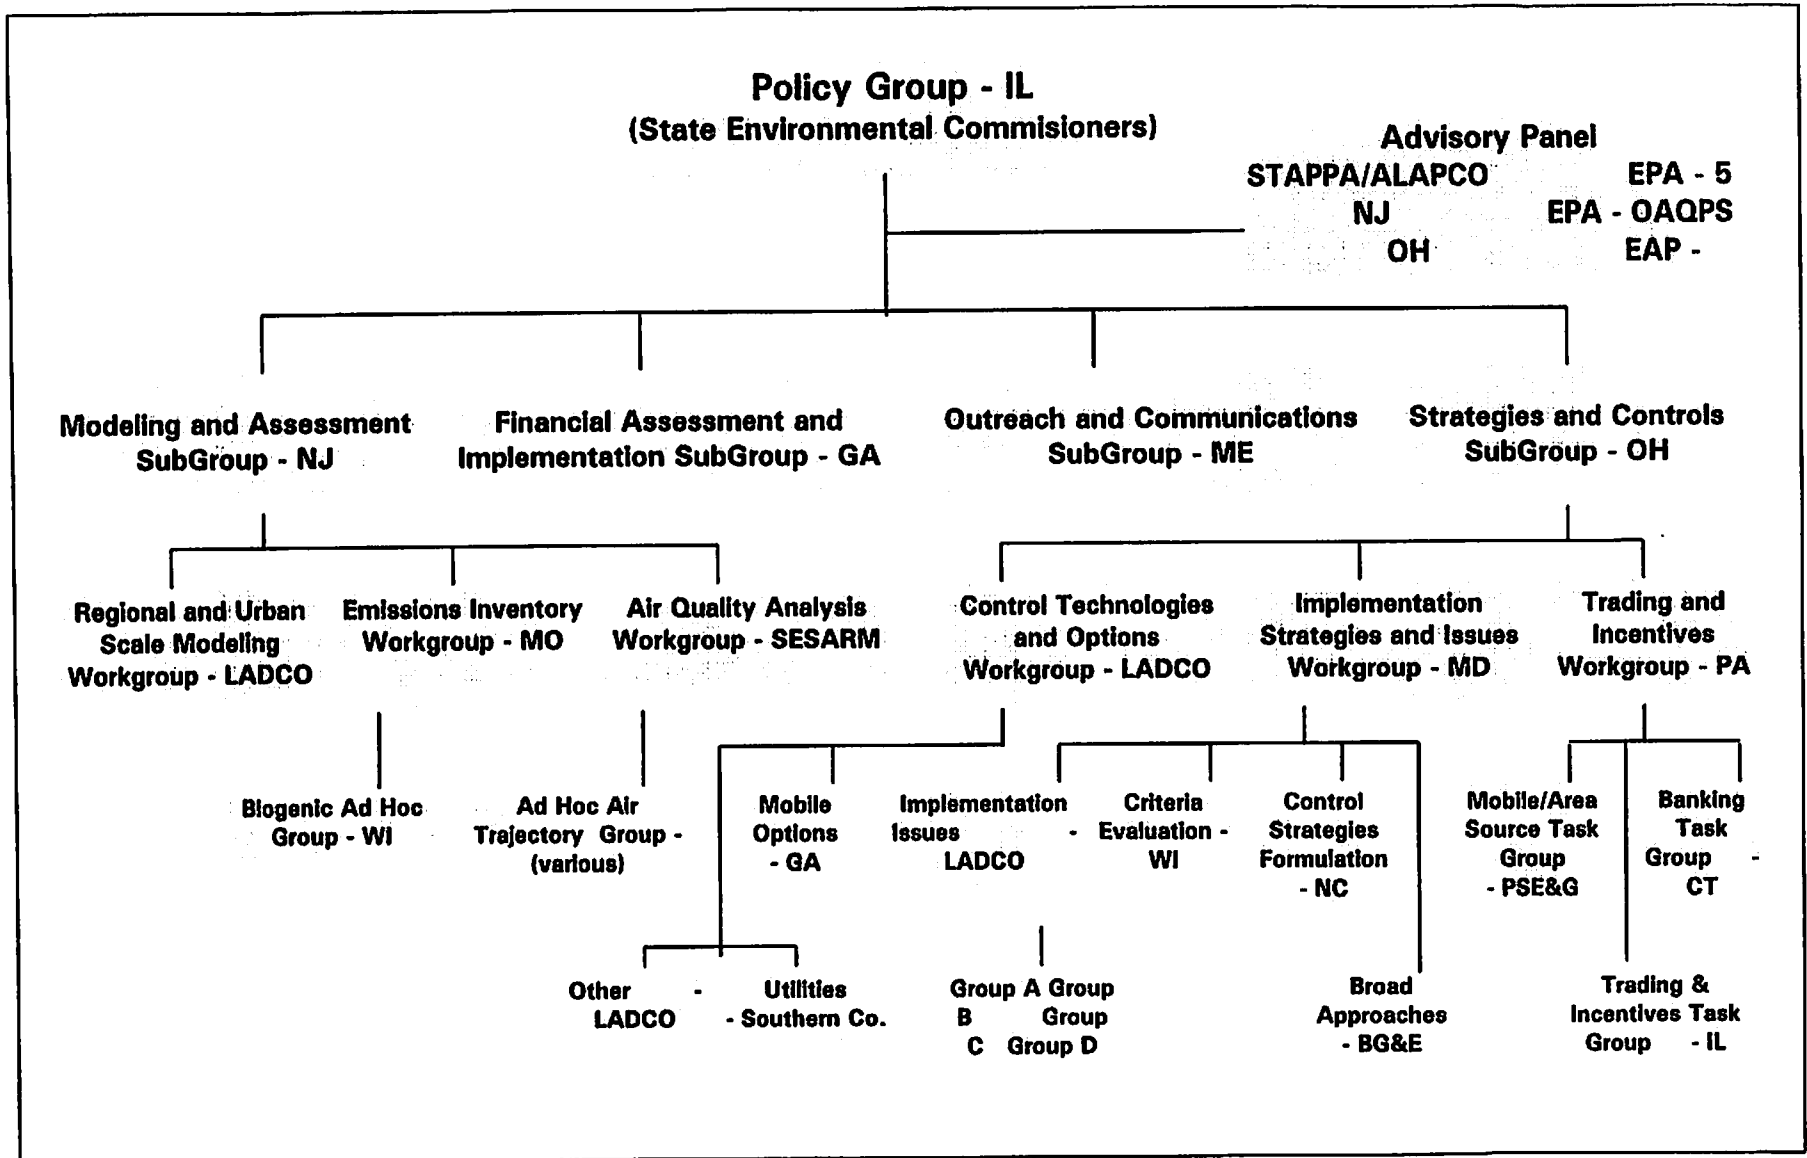 Policy Group - IL
(State Environmental Commisioners)
Advisory Panel
STAPPA/ALAPCO EPA - 5
NJ EPA - OAQPS
OH EAP -
Modeling and Assessment
SubGroup - NJ
Financial Assessment and
Implementation SubGroup - GA
Outreach and Communications
SubGroup - ME
Strategies and Controls
SubGroup - OH
Regional and Urban
Scale Modeling
Workgroup - LADCO
Emissions Inventory
Workgroup - MO
Air Quality Analysis
Workgroup - SESARM
Control Technologies
and Options
Workgroup - LADCO
Implementation
Strategies and Issues
Workgroup - MD
Trading and
Incentives
Workgroup - PA
Biogenic Ad Hoc
Group - WI
Ad Hoc Air
Trajectory Group -
(various)
Mobile
Options
- GA
Implementation
Issues -
LADCO
Criteria
Evaluation -
WI
Control
Strategies
Formulation
- NC
Mobile/Area
Source Task
Group
- PSE&G
Banking
Task
Group -
CT
Other -
LADCO
Utilities
- Southern Co.
Group A Group
B Group
C Group D
Broad
Approaches
- BG&E
Trading &
Incentives Task
Group - IL